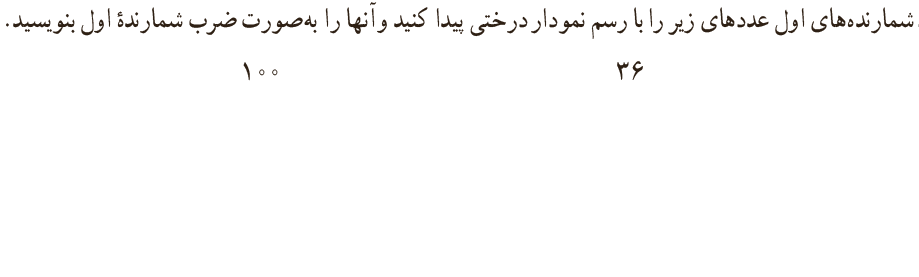 شمارنده‌های اول عددهای زیر را با رسم نمودار درختی پیدا کنید و آنها را به‌صورت ضرب شمارندهٔ اول بنویسید.
۳۶ ۱۰۰